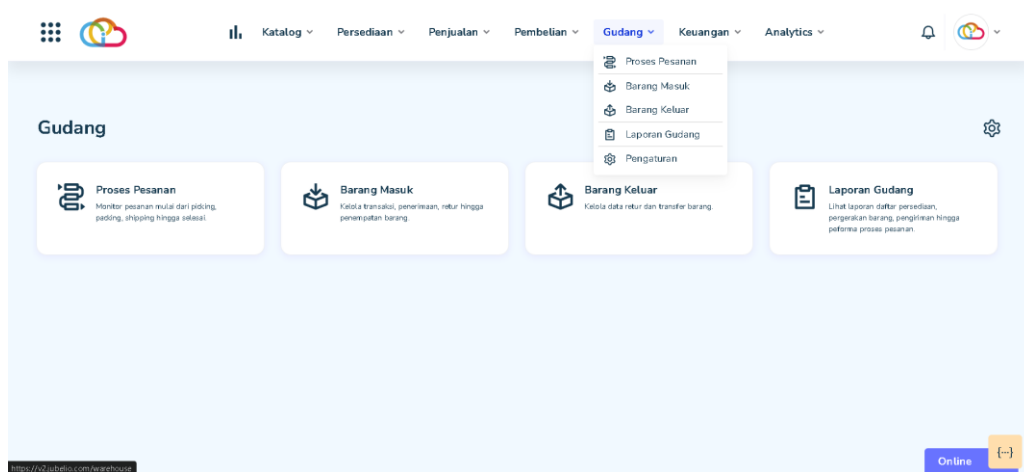 Katalog
Persediaan
Penjualan
Pembelian
Gudang
Keuangan
Analytics
Proses Pesanan
Barang Masuk
Barang Keluar
Laporan Gudang
Pengaturan
Gudang
Proses Pesanan
Monitor pesanan mulai dari picking,
packing, shipping hingga selesai.
Barang Masuk
Kelola transaksi, penerimaan, retur hingga
penempatan barang.
Barang Keluar
Kelola data retur dan transfer barang.
Laporan Gudang
Lihat laporan daftar persediaan,
pergerakan barang, pengiriman hingga
peforma proses pesanan.
https://v2.jubelio.com/warehouse
Online
{···}